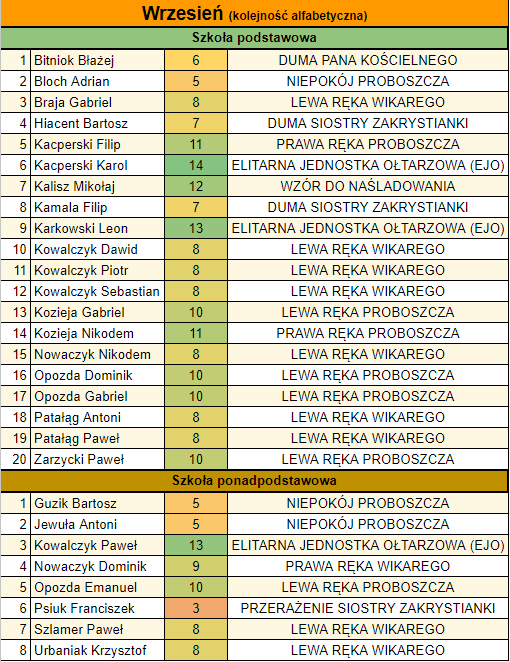 Wrzesień (kolejność alfabetyczna)
Szkoła podstawowa
1 Bitniok Błażej 6 DUMA PANA KOŚCIELNEGO
2 Bloch Adrian 5 NIEPOKÓJ PROBOSZCZA
3 Braja Gabriel 8 LEWA RĘKA WIKAREGO
4 Hiacent Bartosz 7 DUMA SIOSTRY ZAKRYSTIANKI
5 Kacperski Filip 11 PRAWA RĘKA PROBOSZCZA
6 Kacperski Karol 14 ELITARNA JEDNOSTKA OŁTARZOWA (EJO)
7 Kalisz Mikołaj 12 WZÓR DO NAŚLADOWANIA
8 Kamala Filip 7 DUMA SIOSTRY ZAKRYSTIANKI
9 Karkowski Leon 13 ELITARNA JEDNOSTKA OŁTARZOWA (EJO)
10 Kowalczyk Dawid 8 LEWA RĘKA WIKAREGO
11 Kowalczyk Piotr 8 LEWA RĘKA WIKAREGO
12 Kowalczyk Sebastian 8 LEWA RĘKA WIKAREGO
13 Kozieja Gabriel 10 LEWA RĘKA PROBOSZCZA
14 Kozieja Nikodem 11 PRAWA RĘKA PROBOSZCZA
15 Nowaczyk Nikodem 8 LEWA RĘKA WIKAREGO
16 Opozda Dominik 10 LEWA RĘKA PROBOSZCZA
17 Opozda Gabriel 10 LEWA RĘKA PROBOSZCZA
18 Patałąg Antoni 8 LEWA RĘKA WIKAREGO
19 Patałąg Paweł 8 LEWA RĘKA WIKAREGO
20 Zarzycki Paweł 10 LEWA RĘKA PROBOSZCZA
Szkoła ponadpodstawowa
1 Guzik Bartosz 5 NIEPOKÓJ PROBOSZCZA
2 Jewuła Antoni 5 NIEPOKÓJ PROBOSZCZA
3 Kowalczyk Paweł 13 ELITARNA JEDNOSTKA OŁTARZOWA (EJO)
4 Nowaczyk Dominik 9 PRAWA RĘKA WIKAREGO
5 Opozda Emanuel 10 LEWA RĘKA PROBOSZCZA
6 Psiuk Franciszek 3 PRZERAŻENIE SIOSTRY ZAKRYSTIANKI
7 Szlamer Paweł 8 LEWA RĘKA WIKAREGO
8 Urbaniak Krzysztof 8 LEWA RĘKA WIKAREGO